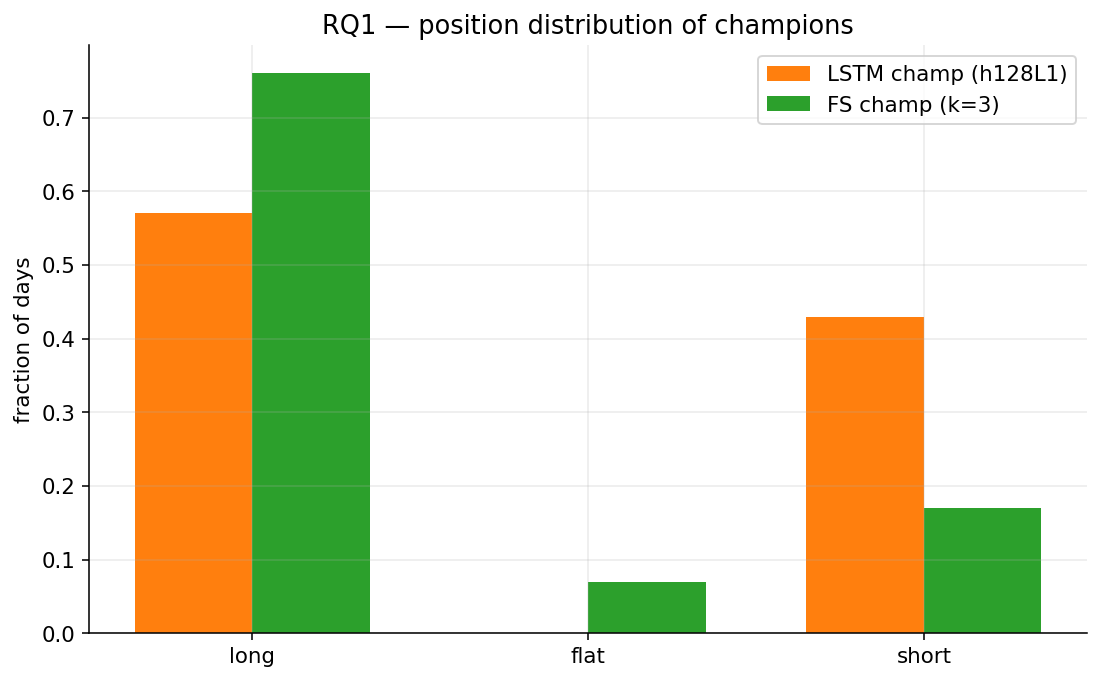 RQ1 — position distribution of champions
LSTM champ (h128L1)
FS champ (k=3)
fraction of days
0.7
0.6
0.5
0.4
0.3
0.2
0.1
0.0
long
flat
short